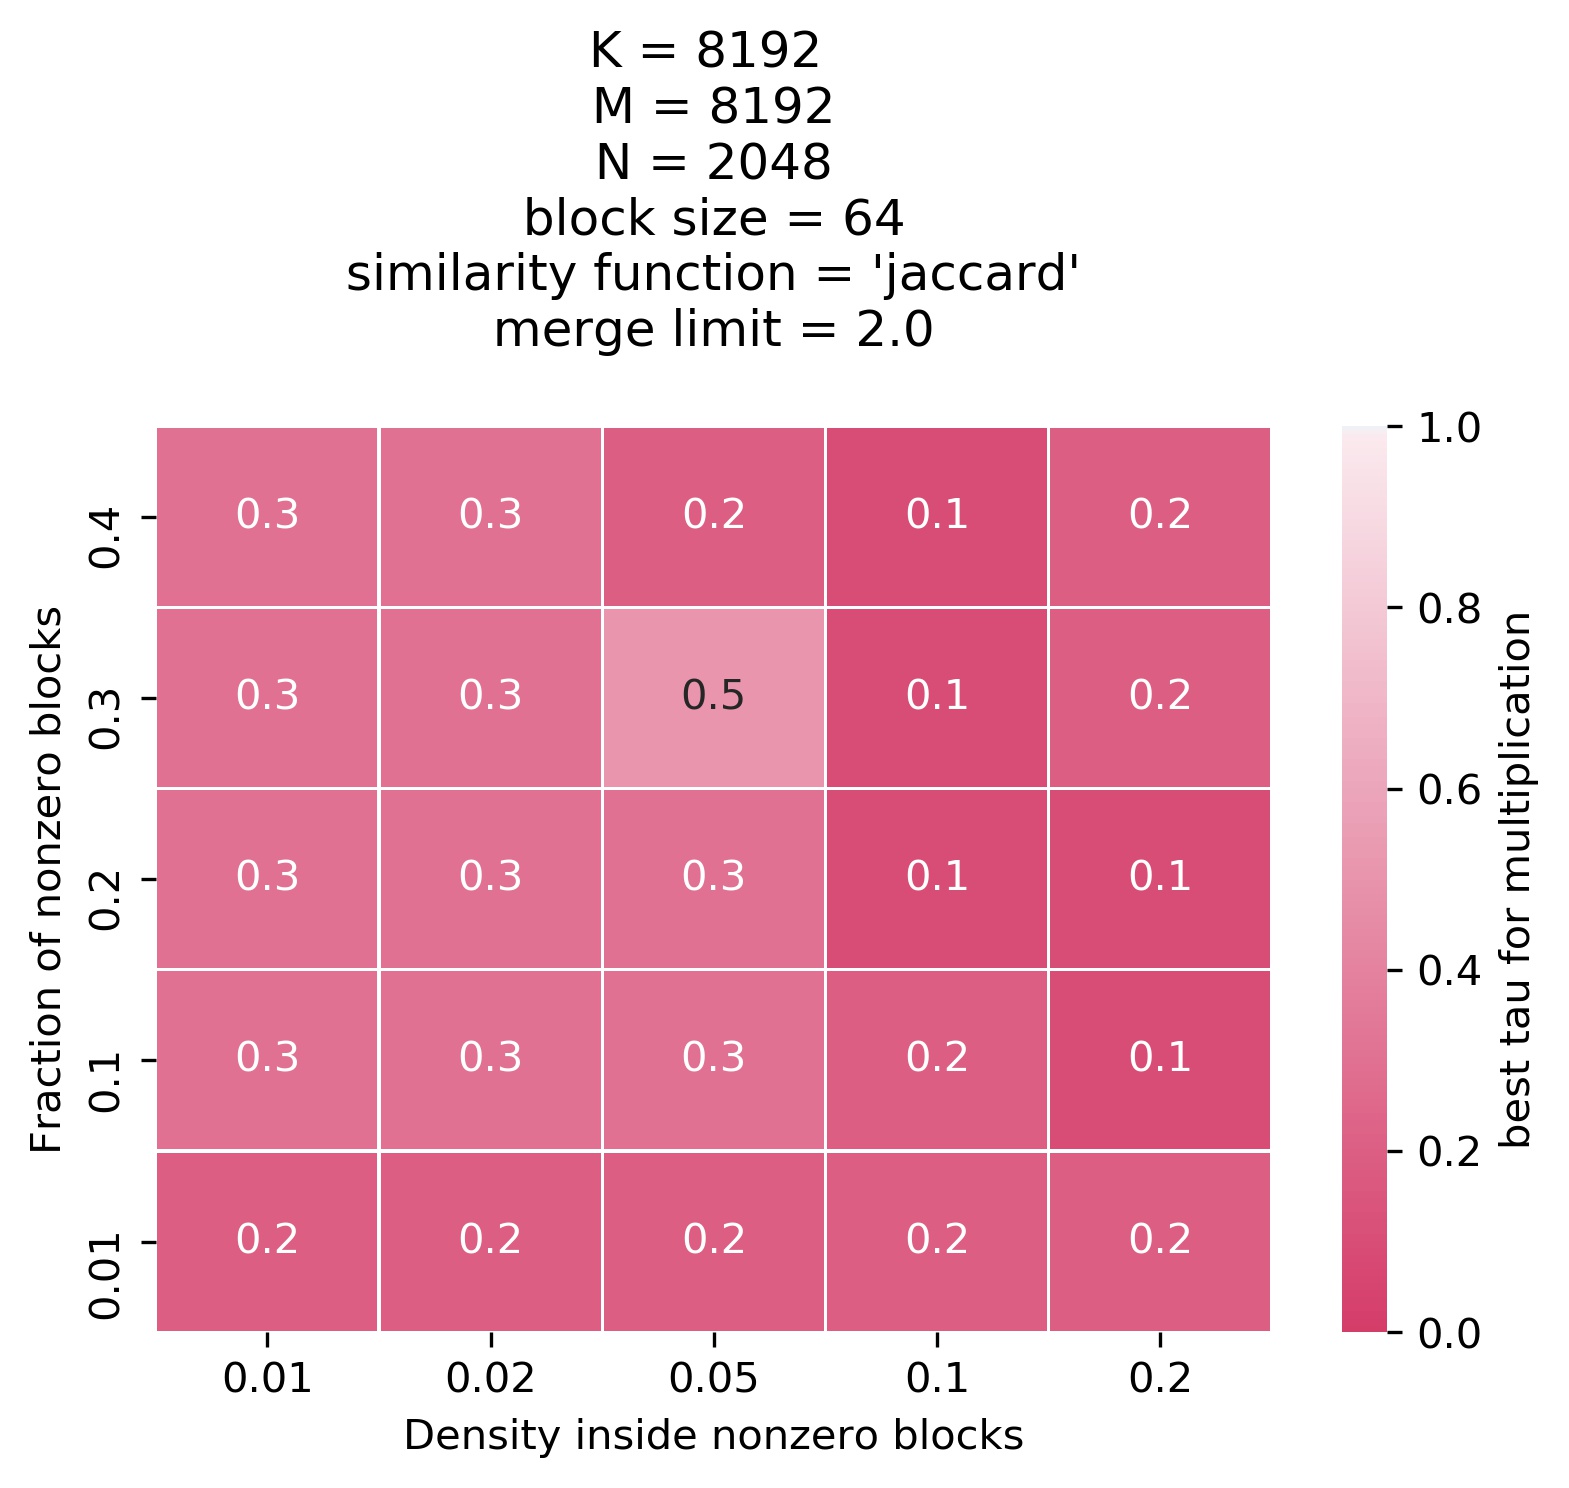 K = 8192
M = 8192
N = 2048
block size = 64
similarity function = 'jaccard'
merge limit = 2.0
Fraction of nonzero blocks
0.4 0.3 0.3 0.2 0.1 0.2
0.3 0.3 0.3 0.5 0.1 0.2
0.2 0.3 0.3 0.3 0.1 0.1
0.1 0.3 0.3 0.3 0.2 0.1
0.01 0.2 0.2 0.2 0.2 0.2
0.01 0.02 0.05 0.1 0.2
Density inside nonzero blocks
1.0
0.8
0.6
0.4
0.2
0.0
best tau for multiplication